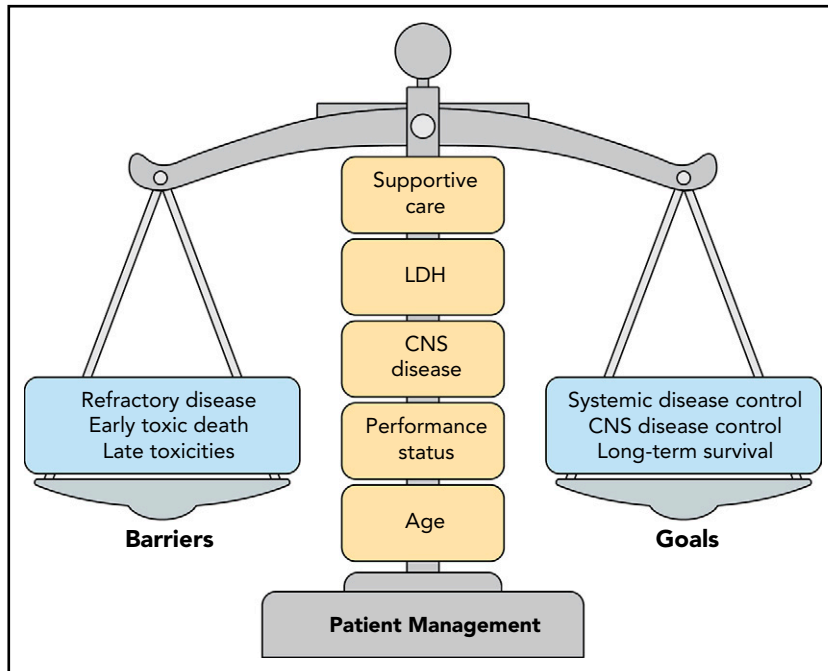 Supportive
care
LDH
CNS
disease
Performance
status
Age
Refractory disease
Early toxic death
Late toxicities
Barriers
Systemic disease control
CNS disease control
Long-term survival
Goals
Patient Management